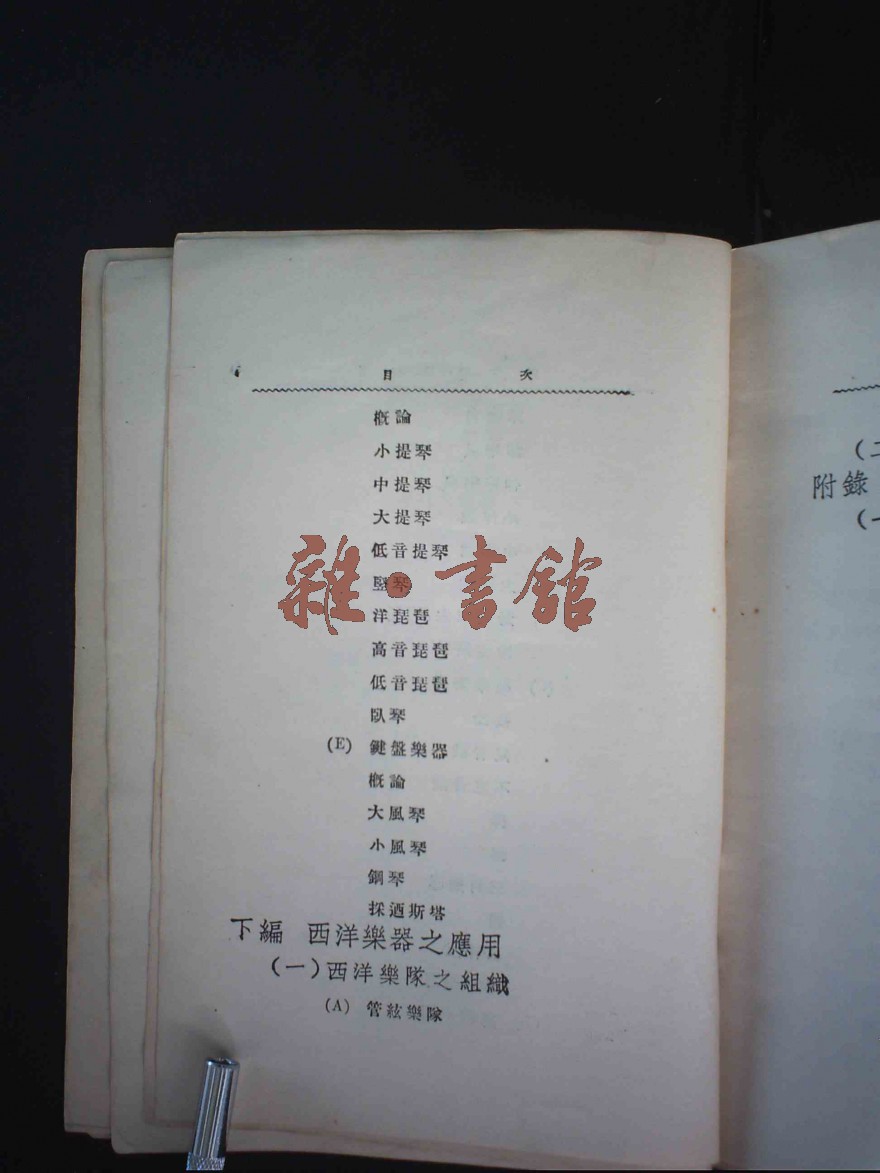 目次
概論
小提琴
中提琴
大提琴
低音提琴
豎琴
洋琵琶
高音琵琶
低音琵琶
臥琴
(E) 鍵盤樂器
概論
大風琴
小風琴
鋼琴
採迺斯塔
下編 西洋樂器之應用
(一)西洋樂隊之組織
(A) 管絃樂隊
雜·書館
(二
附錄
(一